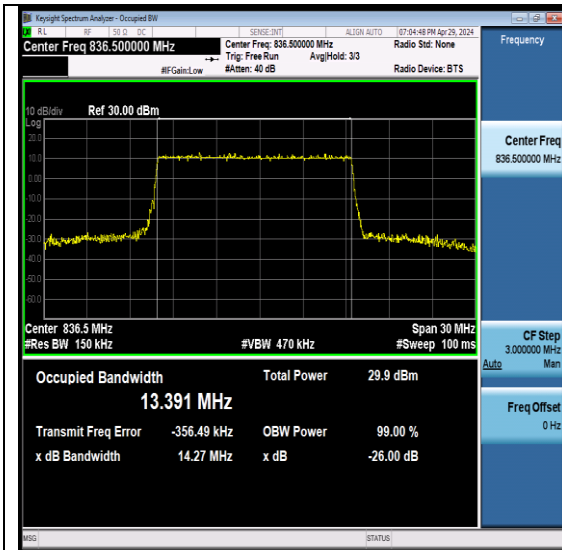 Keysight Spectrum Analyzer - Occupied BW
RL RF 50 Ω DC SENSE:INT ALIGN AUTO 07:04:48 PM Apr 29, 2024
Center Freq 836.500000 MHz
Center Freq: 836.500000 MHz
Radio Std: None
Trig: Free Run Avg|Hold: 3/3
#IFGain:Low #Atten: 40 dB Radio Device: BTS
Frequency
10 dB/div Ref 30.00 dBm
Log
20.0
10.0
0.00
-10.0
-20.0
-30.0
-40.0
-50.0
-60.0
Center Freq
836.500000 MHz
Center 836.5 MHz Span 30 MHz
#Res BW 150 kHz #VBW 470 kHz #Sweep 100 ms
CF Step
3.000000 MHz
Auto Man
Occupied Bandwidth Total Power 29.9 dBm
13.391 MHz
Transmit Freq Error -356.49 kHz OBW Power 99.00 %
x dB Bandwidth 14.27 MHz x dB -26.00 dB
Freq Offset
0 Hz
MSG STATUS